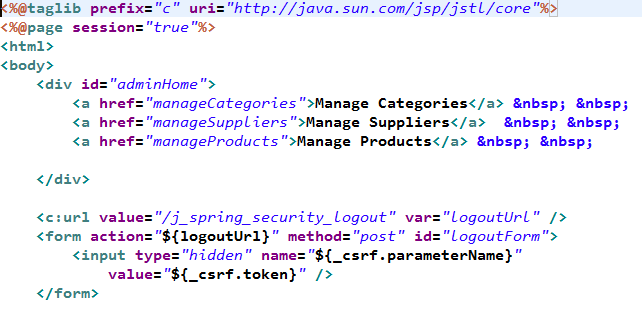 <%@taglib prefix="c" uri="http://java.sun.com/jsp/jstl/core"%>
<%@page session="true"%>
<html>
<body>
    <div id="adminHome">
        <a href="manageCategories">Manage Categories</a> &nbsp; &nbsp;
        <a href="manageSuppliers">Manage Suppliers</a>  &nbsp; &nbsp;
        <a href="manageProducts">Manage Products</a> &nbsp; &nbsp;
    </div>
    <c:url value="/j_spring_security_logout" var="logoutUrl" />
    <form action="${logoutUrl}" method="post" id="logoutForm">
        <input type="hidden" name="${_csrf.parameterName}"
            value="${_csrf.token}" />
    </form>